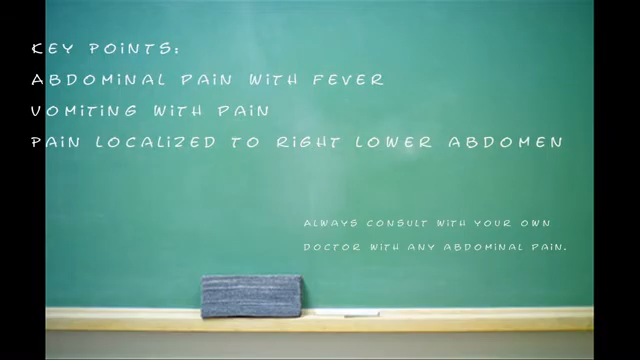 KEY POINTS:
ABDOMINAL PAIN WITH FEVER
VOMITING WITH PAIN
PAIN LOCALIZED TO RIGHT LOWER ABDOMEN
ALWAYS CONSULT WITH YOUR OWN
DOCTOR WITH ANY ABDOMINAL PAIN.